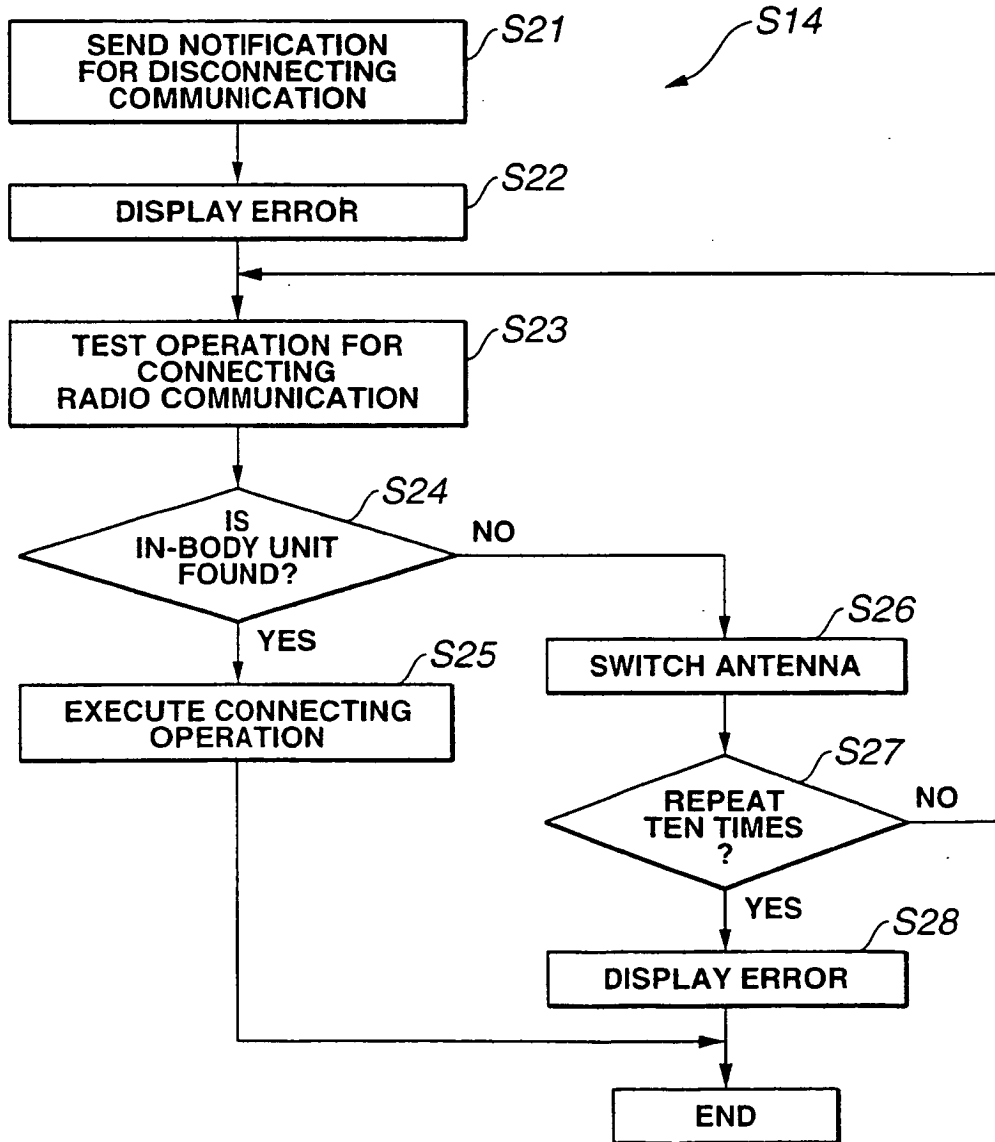 S21
S14
SEND NOTIFICATION
FOR DISCONNECTING
COMMUNICATION
S22
DISPLAY ERROR
S23
TEST OPERATION FOR
CONNECTING
RADIO COMMUNICATION
S24
IS
IN-BODY UNIT
FOUND?
NO
YES
S25
EXECUTE CONNECTING
OPERATION
S26
SWITCH ANTENNA
S27
REPEAT
TEN TIMES
?
NO
YES
S28
DISPLAY ERROR
END